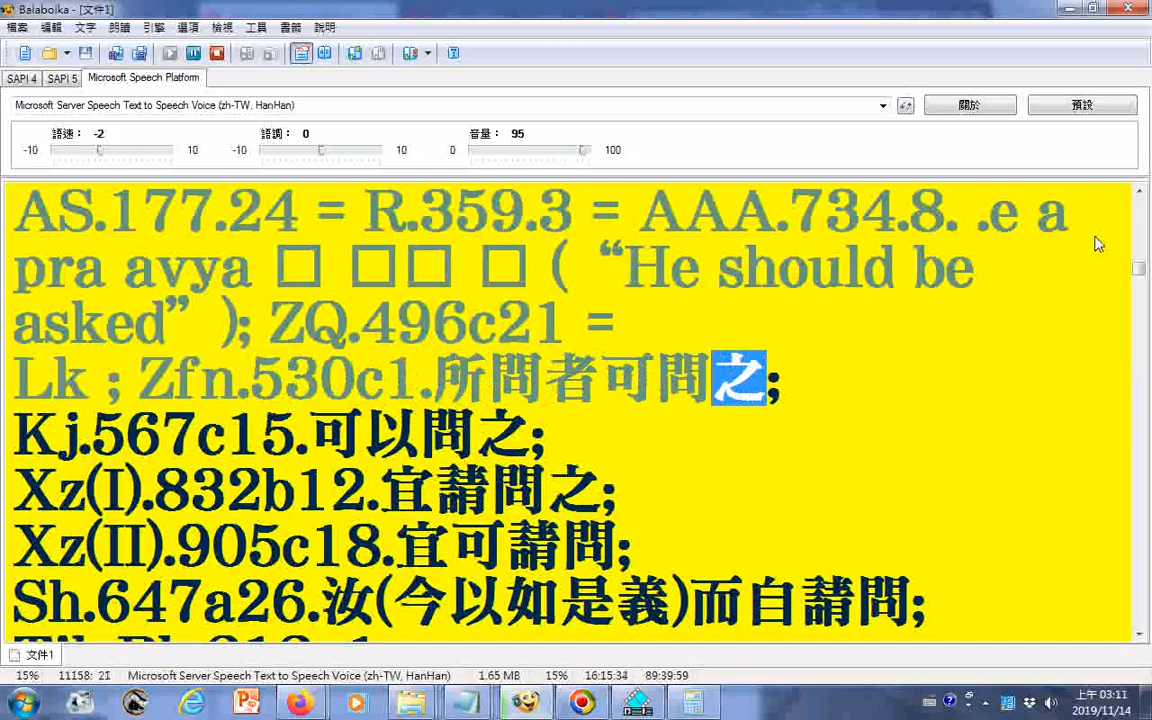 Balabolka - [文件1]
檔案 編輯 文字 朗讀 引擎 選項 檢視 工具 書籤 說明
SAPI 4 SAPI 5 Microsoft Speech Platform
Microsoft Server Speech Text to Speech Voice (zh-TW, HanHan)
關於 預設
語速： -2 語調： 0 音量： 95
-10 10 -10 10 0 100
AS.177.24 = R.359.3 = AAA.734.8. .e a
pra avya □ □□ □ ( “He should be
asked” ); ZQ.496c21 =
Lk ; Zfn.530c1.所問者可問之;
Kj.567c15.可以問之;
Xz(I).832b12.宜請問之;
Xz(II).905c18.宜可請問;
Sh.647a26.汝(今以如是義)而自請問;
文件1
15% 11158: 21 Microsoft Server Speech Text to Speech Voice (zh-TW, HanHan) 1.65 MB 15% 16:15:34 89:39:59
上午 03:11
2019/11/14